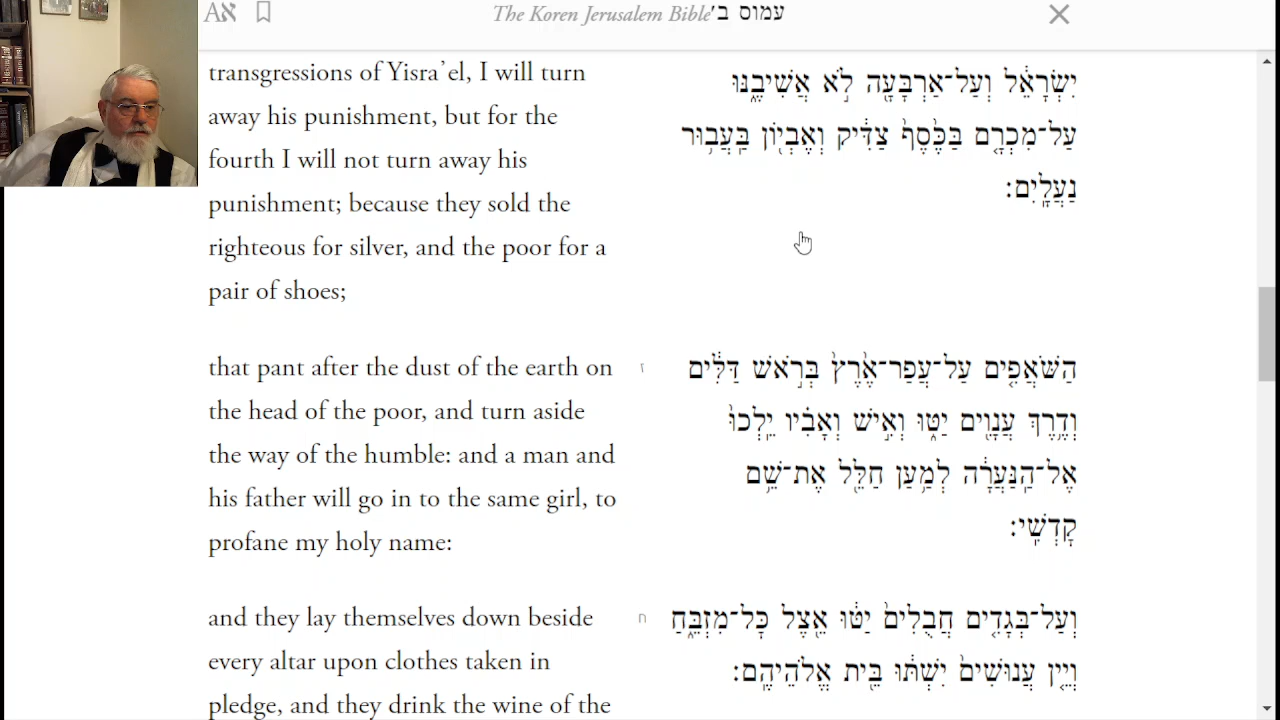 The Koren Jerusalem Bible עמוס ב׳
transgressions of Yisra᾽el, I will turn
away his punishment, but for the
fourth I will not turn away his
punishment; because they sold the
righteous for silver, and the poor for a
pair of shoes;
יִשְׂרָאֵ֔ל וְעַל־אַרְבָּעָ֖ה לֹ֣א אֲשִׁיבֶ֑נּוּ
עַל־מִכְרָ֤ם בַּכֶּ֙סֶף֙ צַדִּ֔יק וְאֶבְי֖וֹן בַּעֲב֥וּר
נַעֲלָֽיִם׃
that pant after the dust of the earth on
the head of the poor, and turn aside
the way of the humble: and a man and
his father will go in to the same girl, to
profane my holy name:
ז
הַשֹּׁאֲפִ֤ים עַל־עֲפַר־אֶ֙רֶץ֙ בְּרֹ֣אשׁ דַּלִּ֔ים
וְדֶ֥רֶךְ עֲנָוִ֖ים יַטּ֑וּ וְאִ֣ישׁ וְאָבִ֗יו יֵֽלְכוּ֙
אֶל־הַֽנַּעֲרָ֔ה לְמַ֥עַן חַלֵּ֖ל אֶת־שֵׁ֥ם
קָדְשִֽׁי׃
and they lay themselves down beside
every altar upon clothes taken in
pledge, and they drink the wine of the
ח
וְעַל־בְּגָדִ֤ים חֲבֻלִים֙ יַטּ֔וּ אֵ֖צֶל כׇּל־מִזְבֵּ֑חַ
וְיֵ֤ין עֲנוּשִׁים֙ יִשְׁתּ֔וּ בֵּ֖ית אֱלֹהֵיהֶֽם׃